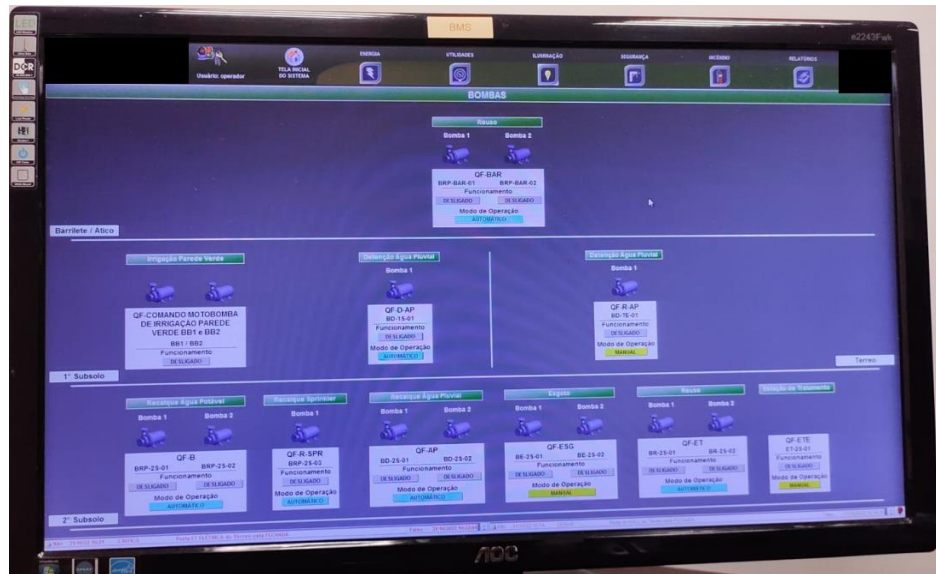 BMS
e2243Fwk
LED
DCR
Usuário: operador
TELA INICIAL
DO SISTEMA
ENERGIA
UTILIDADES
ILUMINAÇÃO
SEGURANÇA
INCÊNDIO
RELATÓRIOS
BOMBAS
Reuso
Bomba 1 Bomba 2
QF-BAR
BRP-BAR-01 BRP-BAR-02
Funcionamento
DESLIGADO DESLIGADO
Modo de Operação
AUTOMÁTICO
Barrilete / Ático
Irrigação Parede Verde
QF-COMANDO MOTOBOMBA
DE IRRIGAÇÃO PAREDE
VERDE BB1 e BB2
BB1 / BB2
Funcionamento
DESLIGADO
Detenção Água Pluvial
Bomba 1
QF-D-AP
BD-1S-01
Funcionamento
DESLIGADO
Modo de Operação
AUTOMÁTICO
Detenção Água Pluvial
Bomba 1
QF-R-AP
BD-TE-01
Funcionamento
DESLIGADO
Modo de Operação
MANUAL
1° Subsolo
Térreo
Recalque Água Potável
Bomba 1 Bomba 2
QF-B
BRP-2S-01 BRP-2S-02
Funcionamento
DESLIGADO DESLIGADO
Modo de Operação
AUTOMÁTICO
Recalque Sprinkler
Bomba 1
QF-R-SPR
BRP-2S-03
Funcionamento
DESLIGADO
Modo de Operação
AUTOMÁTICO
Recalque Água Pluvial
Bomba 1 Bomba 2
QF-AP
BD-2S-01 BD-2S-02
Funcionamento
DESLIGADO DESLIGADO
Modo de Operação
AUTOMÁTICO
Esgoto
Bomba 1 Bomba 2
QF-ESG
BE-2S-01 BE-2S-02
Funcionamento
DESLIGADO DESLIGADO
Modo de Operação
MANUAL
Reuso
Bomba 1 Bomba 2
QF-ET
BR-2S-01 BR-2S-02
Funcionamento
DESLIGADO DESLIGADO
Modo de Operação
AUTOMÁTICO
Estação de Tratamento
QF-ETE
ET-2S-01
Funcionamento
DESLIGADO
Modo de Operação
MANUAL
2° Subsolo
AOC